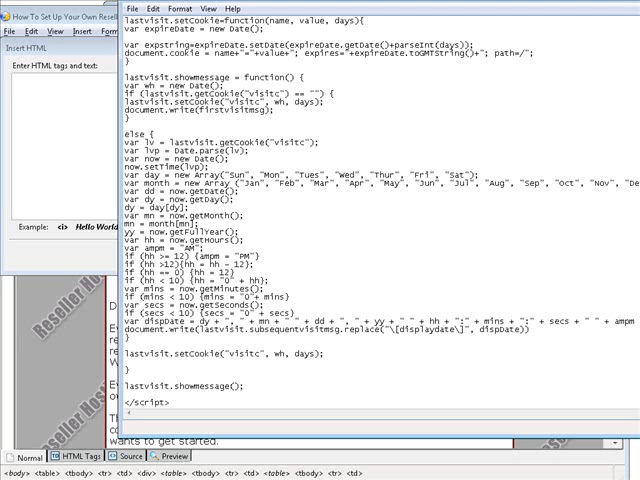 How To Set Up Your Own Resell
File Edit View Insert Form
Insert HTML
Enter HTML tags and text:
Example: <i> Hello World
File Edit Format View Help
lastvisit.setCookie=function(name, value, days){
var expireDate = new Date();
var expstring=expireDate.setDate(expireDate.getDate()+parseInt(days));
document.cookie = name+"="+value+"; expires="+expireDate.toGMTString()+"; path=/";
}
lastvisit.showmessage = function() {
var wh = new Date();
if (lastvisit.getCookie("visitc") == "") {
lastvisit.setCookie("visitc", wh, days);
document.write(firstvisitmsg);
}
else {
var lv = lastvisit.getCookie("visitc");
var lvp = Date.parse(lv);
var now = new Date();
now.setTime(lvp);
var day = new Array("Sun", "Mon", "Tues", "Wed", "Thur", "Fri", "Sat");
var month = new Array ("Jan", "Feb", "Mar", "Apr", "May", "Jun", "Jul", "Aug", "Sep", "Oct", "Nov", "De
var dd = now.getDate();
var dy = now.getDay();
dy = day[dy];
var mn = now.getMonth();
mn = month[mn];
yy = now.getFullYear();
var hh = now.getHours();
var ampm = "AM";
if (hh >= 12) {ampm = "PM"}
if (hh >12){hh = hh - 12};
if (hh == 0) {hh = 12}
if (hh < 10) {hh = "0" + hh};
var mins = now.getMinutes();
if (mins < 10) {mins = "0"+ mins}
var secs = now.getSeconds();
if (secs < 10) {secs = "0" + secs}
var dispDate = dy + ", " + mn + " " + dd + ", " + yy + " " + hh + ":" + mins + ":" + secs + " " + ampm
document.write(lastvisit.subsequentvisitmsg.replace("\[displaydate\]", dispDate))
}
lastvisit.setCookie("visitc", wh, days);
}
lastvisit.showmessage();
</script>
Reseller Hos
wants to get started.
Normal HTML Tags Source Preview
<body> <table> <tbody> <tr> <td> <div> <table> <tbody> <tr> <td> <table> <tbody> <tr> <td>